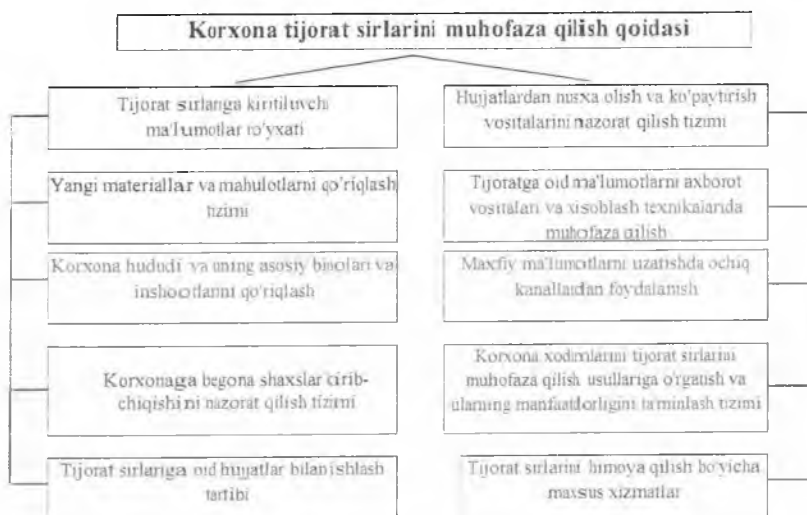 Korxona tijorat sirlarini muhofaza qilish qoidasi
Tijorat sirlariga kiritiluvchi
ma'lumotlar ro'yxati
Yangi materiallar va mahulotlarni qo'riqlash
tizimi
Korxona hududi va uning asosiy binolari va
inshootlarini qo'riqlash
Korxonaga begona shaxslar kirib-
chiqishini nazorat qilish tizimi
Tijorat sirlariga oid hujjatlar bilan ishlash
tartibi
Hujjatlardan nusxa olish va ko'paytirish
vositalarini nazorat qilish tizimi
Tijoratga oid ma'lumotlarni axborot
vositalari va xisoblash texnikalarida
muhofaza qilish
Maxfiy ma'lumotlarni uzatishda ochiq
kanallardan foydalanish
Korxona xodimlarini tijorat sirlarini
muhofaza qilish usullariga o'rgatish va
ularning manfaatdorligini ta'minlash tizimi
Tijorat sirlarini himoya qilish bo'yicha
maxsus xizmatlar